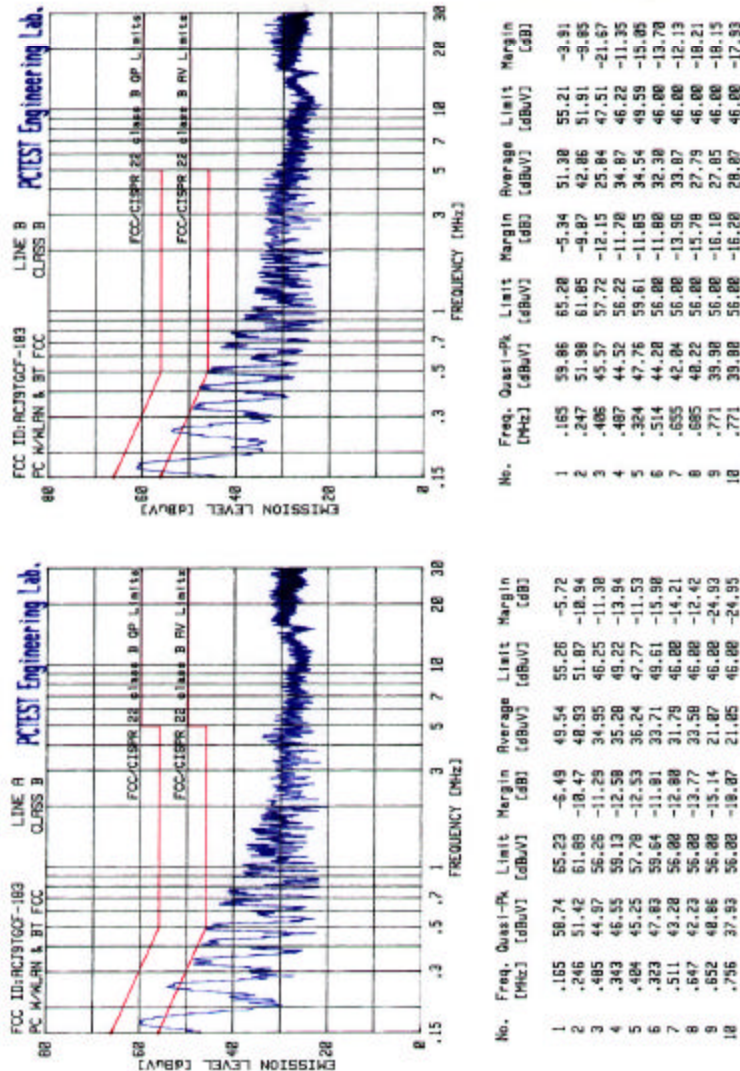 FCC ID:ACJ9TGCF-183 LINE A
PC W/WLAN & BT FCC CLASS B
PCTEST Engineering Lab.
80
60
40
20
0
EMISSION LEVEL [dBuV]
FCC/CISPR 22 class B QP Limits
FCC/CISPR 22 class B AV Limits
.15 .3 .5 .7 1 3 5 7 10 20 30
FREQUENCY [MHz]
No. Freq. Quasi-Pk Limit Margin Average Limit Margin
[MHz] [dBuV] [dBuV] [dB] [dBuV] [dBuV] [dB]
1 .165 58.74 65.23 -6.49 49.54 55.26 -5.72
2 .246 51.42 61.89 -10.47 40.93 51.87 -10.94
3 .485 44.97 56.26 -11.29 34.95 46.25 -11.30
4 .343 46.55 59.13 -12.58 35.28 49.22 -13.94
5 .404 45.25 57.78 -12.53 36.24 47.77 -11.53
6 .323 47.83 59.64 -11.81 33.71 49.61 -15.90
7 .511 43.20 56.00 -12.80 31.79 46.00 -14.21
8 .647 42.23 56.00 -13.77 33.58 46.00 -12.42
9 .652 40.86 56.00 -15.14 21.07 46.00 -24.93
10 .756 37.93 56.00 -18.07 21.05 46.00 -24.95
FCC ID:ACJ9TGCF-183 LINE B
PC W/WLAN & BT FCC CLASS B
PCTEST Engineering Lab.
80
60
40
20
0
EMISSION LEVEL [dBuV]
FCC/CISPR 22 class B QP Limits
FCC/CISPR 22 class B AV Limits
.15 .3 .5 .7 1 3 5 7 10 20 30
FREQUENCY [MHz]
No. Freq. Quasi-Pk Limit Margin Average Limit Margin
[MHz] [dBuV] [dBuV] [dB] [dBuV] [dBuV] [dB]
1 .165 59.86 65.20 -5.34 51.30 55.21 -3.91
2 .247 51.98 61.85 -9.87 42.06 51.91 -9.85
3 .406 45.57 57.72 -12.15 25.84 47.51 -21.67
4 .487 44.52 56.22 -11.70 34.87 46.22 -11.35
5 .324 47.76 59.61 -11.85 34.54 49.59 -15.05
6 .514 44.20 56.00 -11.80 32.30 46.00 -13.70
7 .655 42.04 56.00 -13.96 33.87 46.00 -12.13
8 .685 40.22 56.00 -15.78 27.79 46.00 -18.21
9 .771 39.90 56.00 -16.10 27.85 46.00 -18.15
10 .771 39.80 56.00 -16.20 28.07 46.00 -17.93